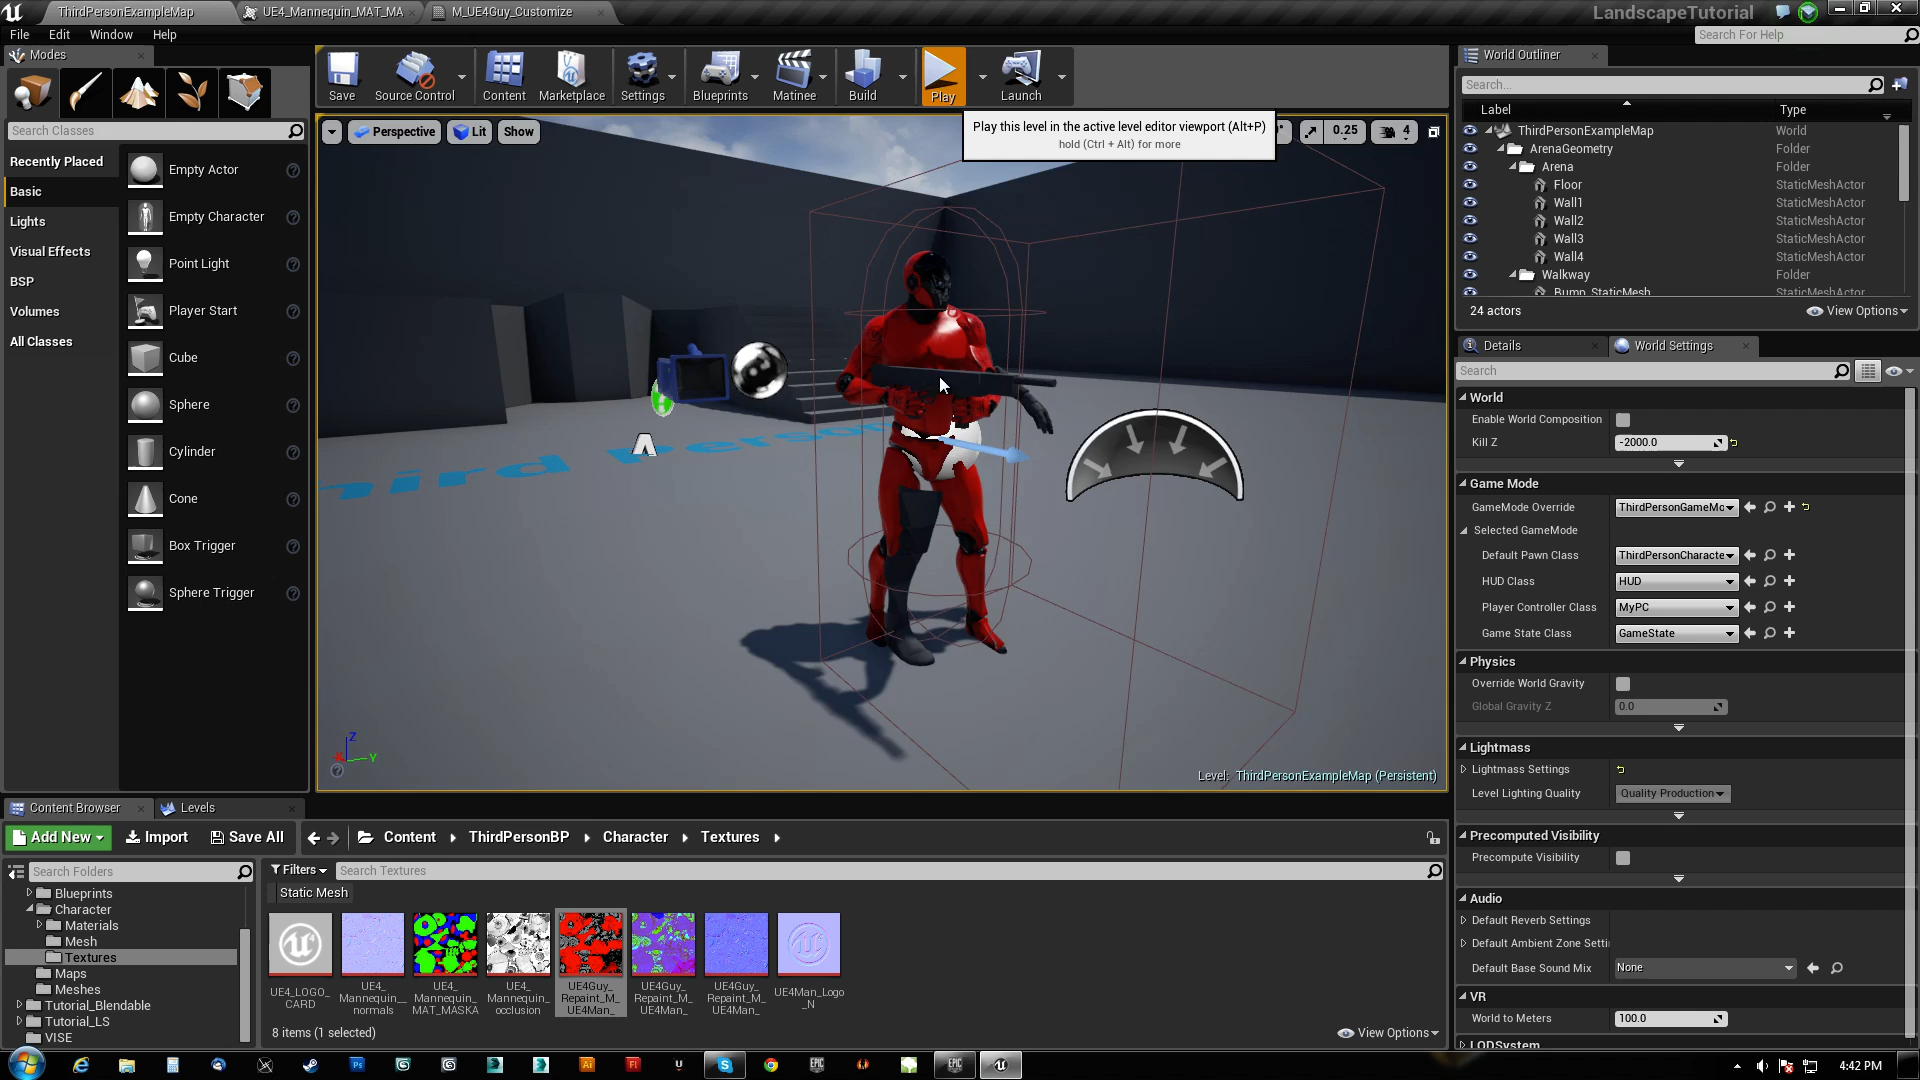 ThirdPersonExampleMap
UE4_Mannequin_MAT_MA
M_UE4Guy_Customize
LandscapeTutorial
File Edit Window Help
Search For Help
Modes
Search Classes
Recently Placed
Basic
Lights
Visual Effects
BSP
Volumes
All Classes
Empty Actor
Empty Character
Point Light
Player Start
Cube
Sphere
Cylinder
Cone
Box Trigger
Sphere Trigger
Save
Source Control
Content
Marketplace
Settings
Blueprints
Matinee
Build
Play
Launch
Perspective
Lit
Show
Play this level in the active level editor viewport (Alt+P)
hold (Ctrl + Alt) for more
0.25
4
Z
Y
Level: ThirdPersonExampleMap (Persistent)
World Outliner
Search...
Label Type
ThirdPersonExampleMap World
ArenaGeometry Folder
Arena Folder
Floor StaticMeshActor
Wall1 StaticMeshActor
Wall2 StaticMeshActor
Wall3 StaticMeshActor
Wall4 StaticMeshActor
Walkway Folder
Bump_StaticMesh StaticMeshActor
24 actors
View Options
Details
World Settings
Search
World
Enable World Composition
Kill Z -2000.0
Game Mode
GameMode Override ThirdPersonGameMo
Selected GameMode
Default Pawn Class ThirdPersonCharacte
HUD Class HUD
Player Controller Class MyPC
Game State Class GameState
Physics
Override World Gravity
Global Gravity Z 0.0
Lightmass
Lightmass Settings
Level Lighting Quality Quality Production
Precomputed Visibility
Precompute Visibility
Audio
Default Reverb Settings
Default Ambient Zone Setti
Default Base Sound Mix None
VR
World to Meters 100.0
LODSystem
Content Browser
Levels
Add New
Import
Save All
Content
ThirdPersonBP
Character
Textures
Search Folders
Filters
Search Textures
Static Mesh
Blueprints
Character
Materials
Mesh
Textures
Maps
Meshes
Tutorial_Blendable
Tutorial_LS
VISE
UE4_LOGO_
CARD
UE4_
Mannequin__
normals
UE4_
Mannequin_
MAT_MASKA
UE4_
Mannequin_
occlusion
UE4Guy_
Repaint_M_
UE4Man_
UE4Guy_
Repaint_M_
UE4Man_
UE4Guy_
Repaint_M_
UE4Man_
UE4Man_Logo
_N
8 items (1 selected)
View Options
4:42 PM